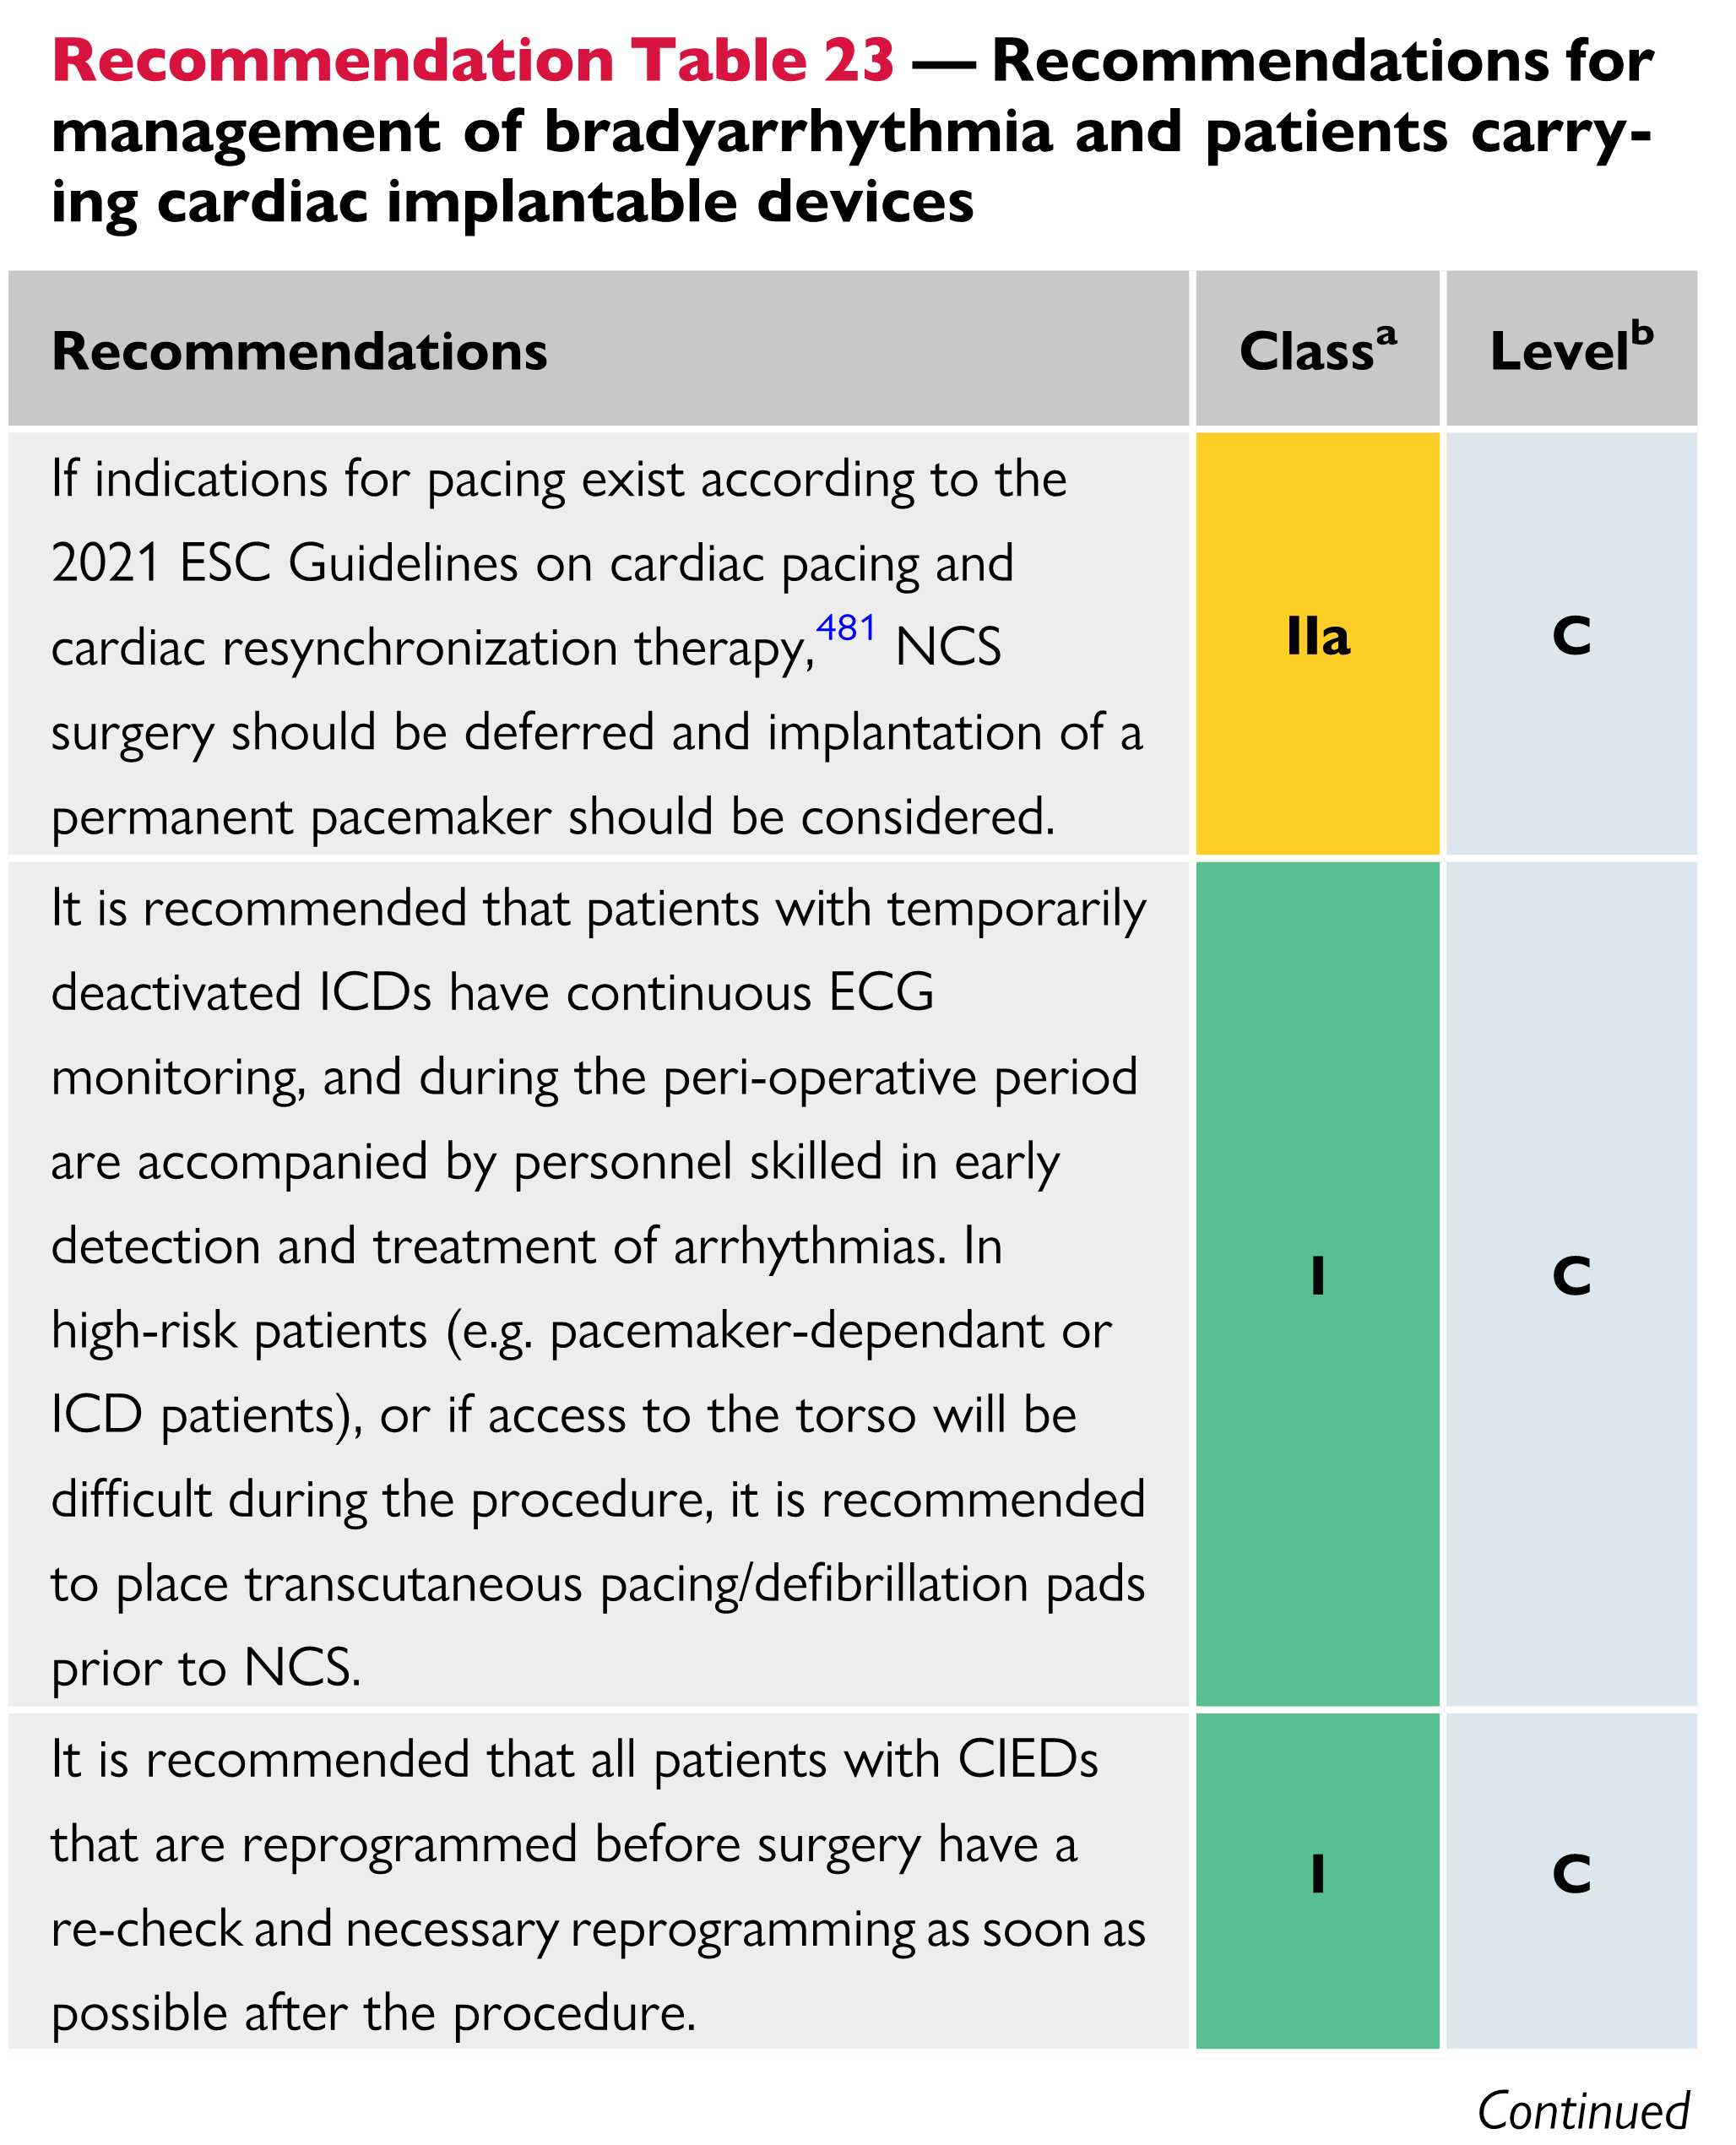 Recommendation Table 23 — Recommendations for
management of bradyarrhythmia and patients carry-
ing cardiac implantable devices
Recommendations Classᵃ Levelᵇ
If indications for pacing exist according to the
2021 ESC Guidelines on cardiac pacing and
cardiac resynchronization therapy,⁴⁸¹ NCS
surgery should be deferred and implantation of a
permanent pacemaker should be considered.
IIa
C
It is recommended that patients with temporarily
deactivated ICDs have continuous ECG
monitoring, and during the peri-operative period
are accompanied by personnel skilled in early
detection and treatment of arrhythmias. In
high-risk patients (e.g. pacemaker-dependant or
ICD patients), or if access to the torso will be
difficult during the procedure, it is recommended
to place transcutaneous pacing/defibrillation pads
prior to NCS.
I
C
It is recommended that all patients with CIEDs
that are reprogrammed before surgery have a
re-check and necessary reprogramming as soon as
possible after the procedure.
I
C
Continued